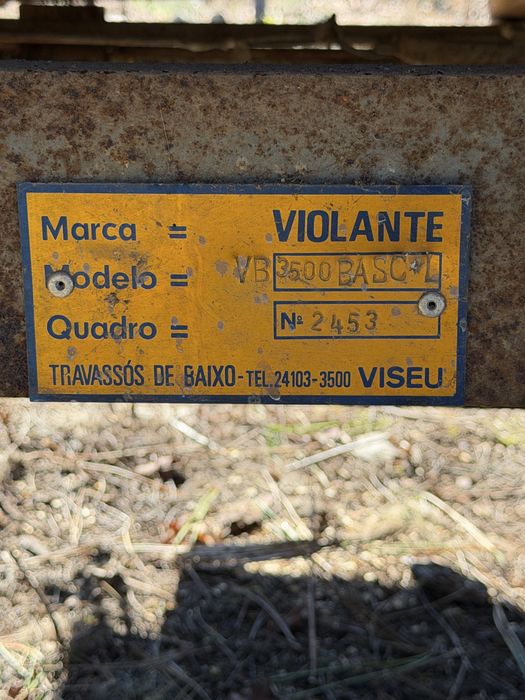 Marca = VIOLANTE
Modelo = VB 3500 BASC L
Quadro = Nº 2453
TRAVASSÓS DE BAIXO - TEL. 24103-3500 VISEU